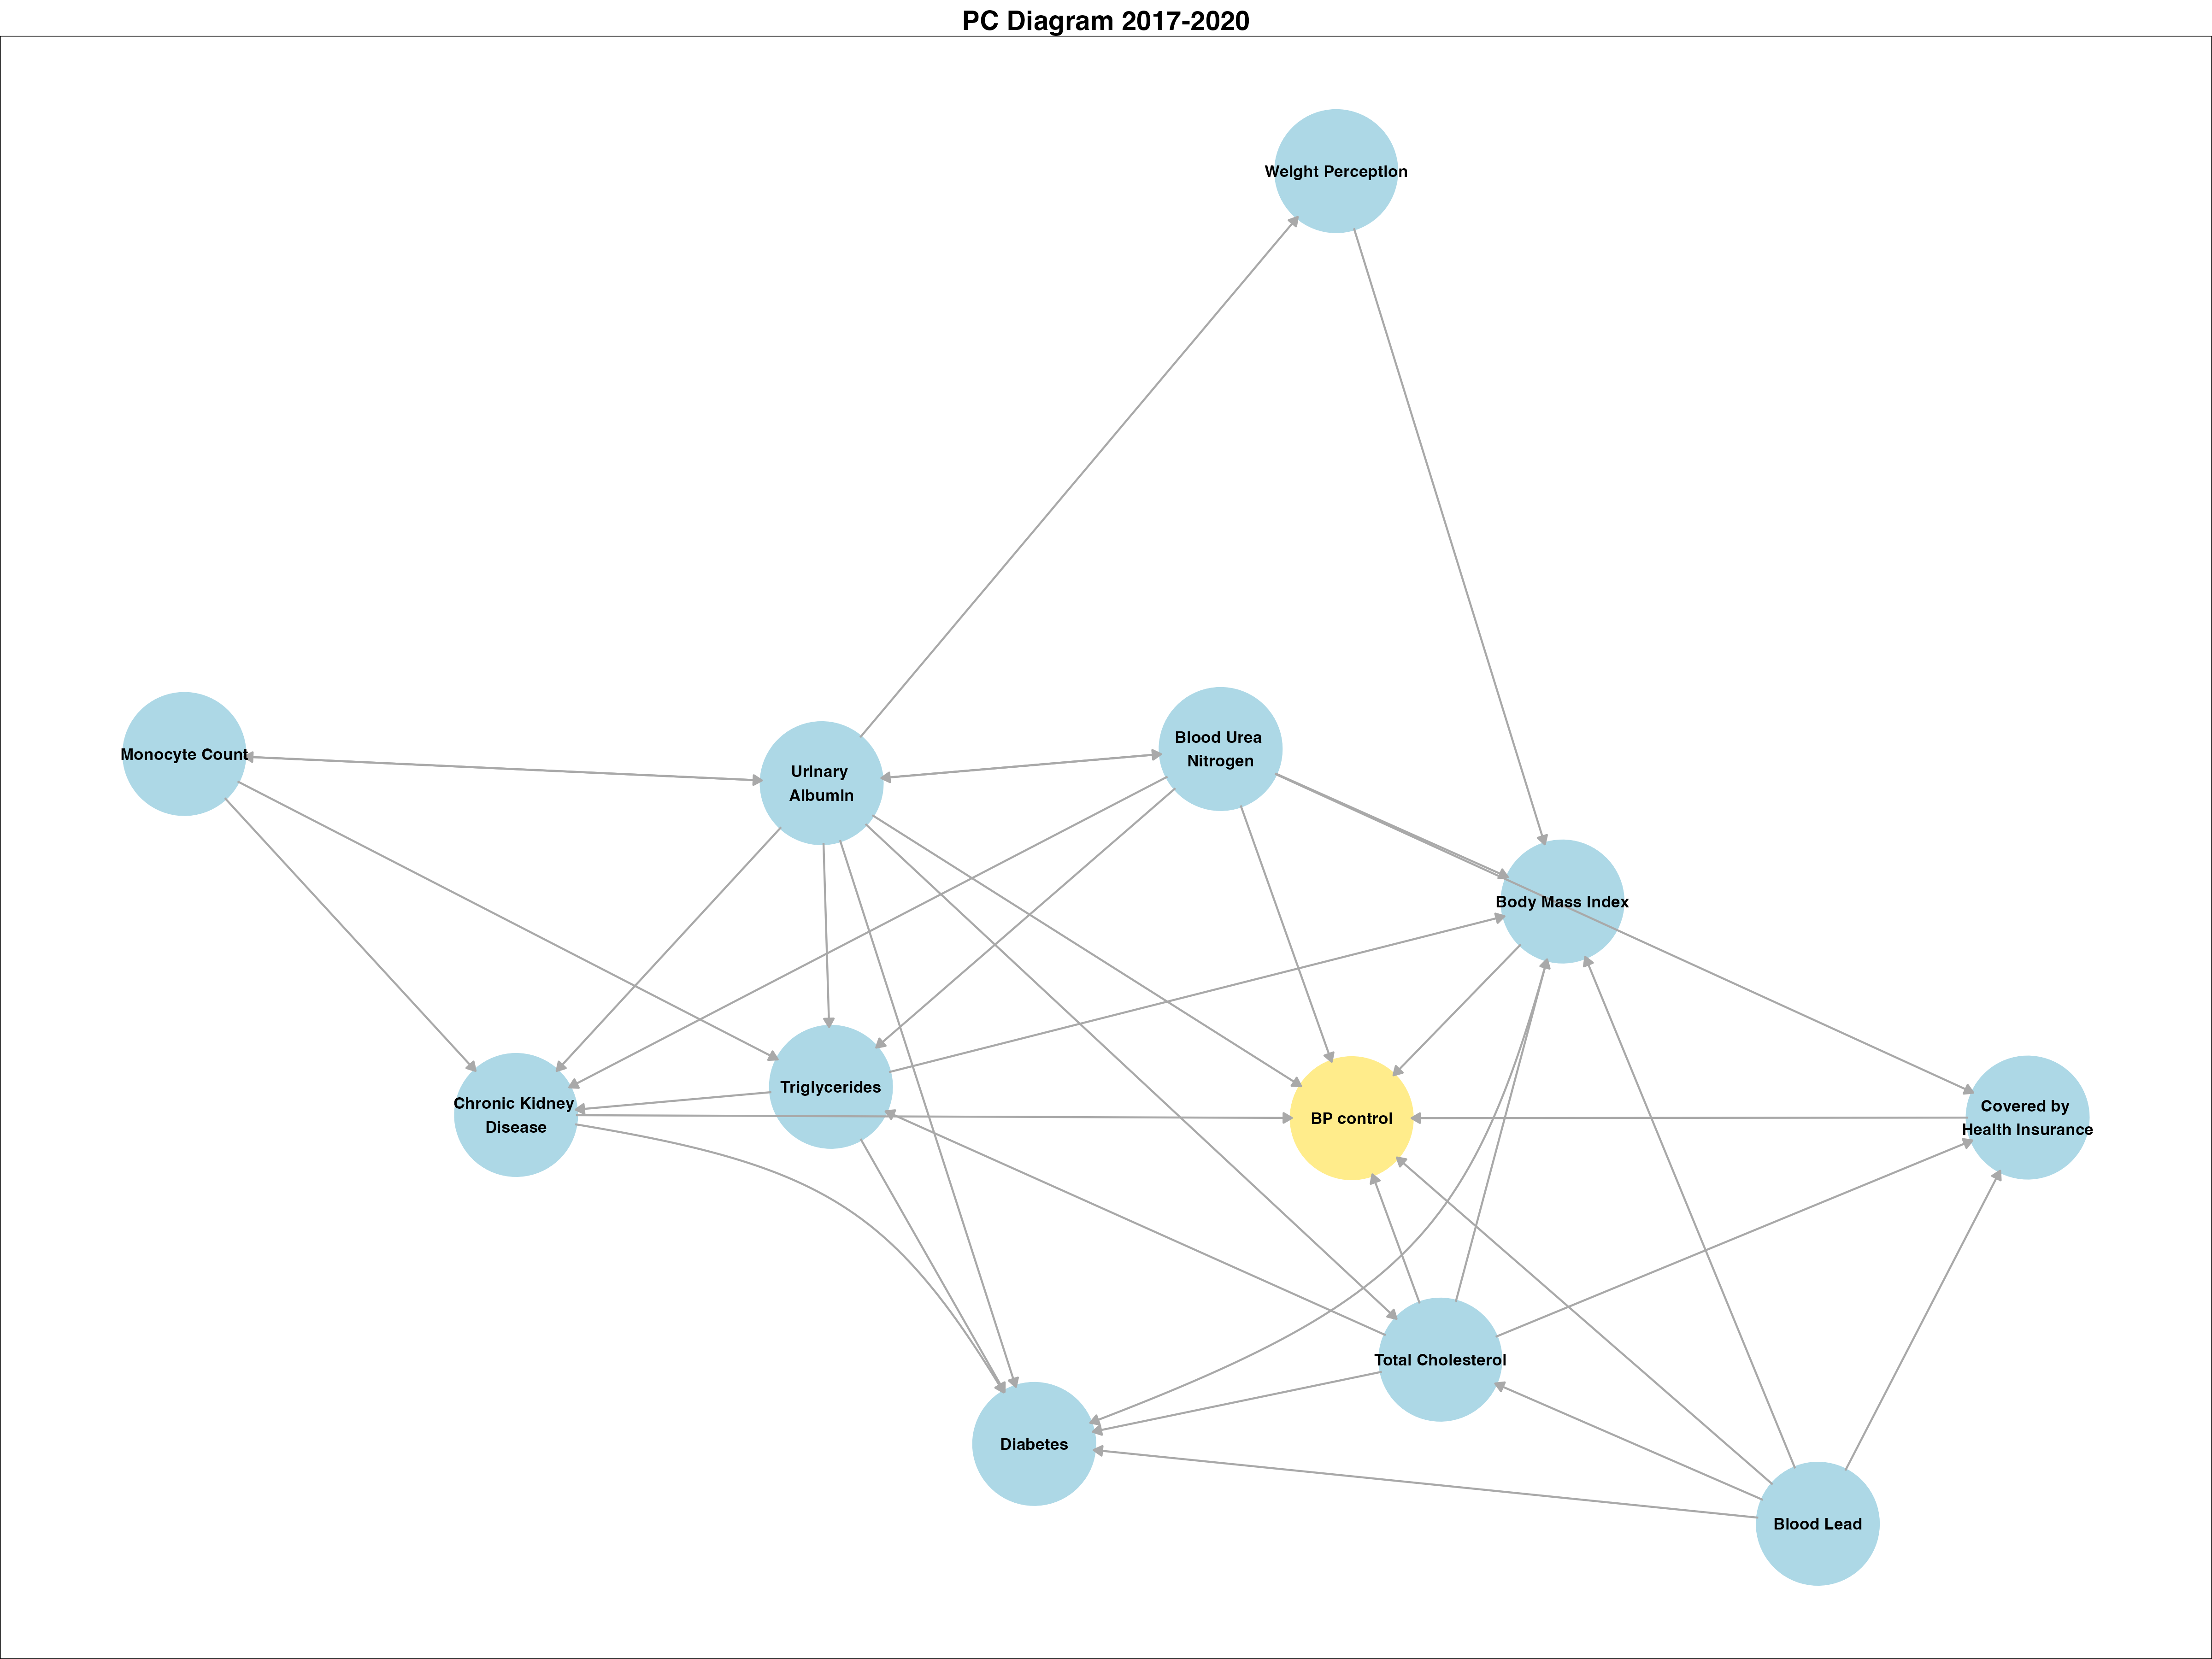 PC Diagram 2017-2020
Weight Perception
Monocyte Count
Urinary
Albumin
Blood Urea
Nitrogen
Body Mass Index
Chronic Kidney
Disease
Triglycerides
BP control
Covered by
Health Insurance
Total Cholesterol
Diabetes
Blood Lead